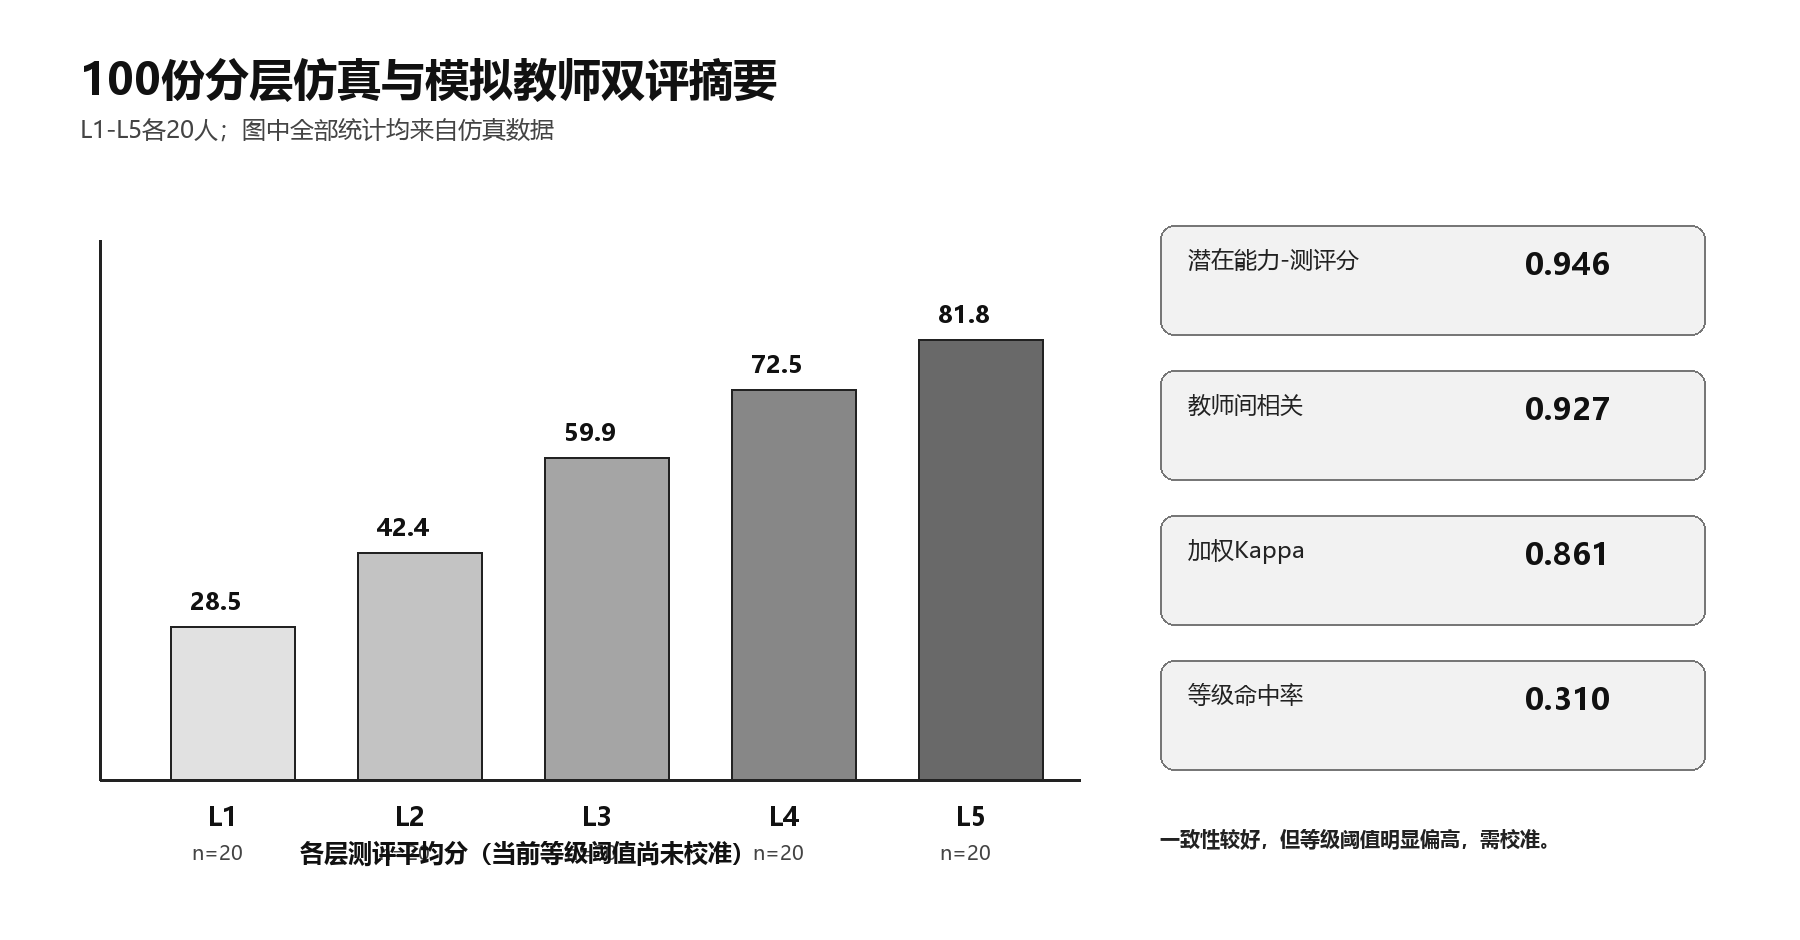 100份分层仿真与模拟教师双评摘要
L1-L5各20人；图中全部统计均来自仿真数据
28.5
42.4
59.9
72.5
81.8
L1
L2
L3
L4
L5
n=20
n=20
n=20
各层测评平均分（当前等级阈值尚未校准）
潜在能力-测评分
0.946
教师间相关
0.927
加权Kappa
0.861
等级命中率
0.310
一致性较好，但等级阈值明显偏高，需校准。